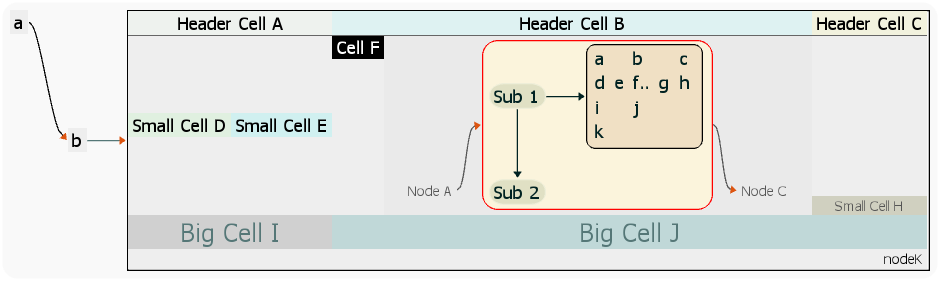 a
Header Cell A
Header Cell B
Header Cell C
Cell F
a b c
d e f.. g h
i j
k
Sub 1
Small Cell D
Small Cell E
b
Node A
Sub 2
Node C
Small Cell H
Big Cell I
Big Cell J
nodeK